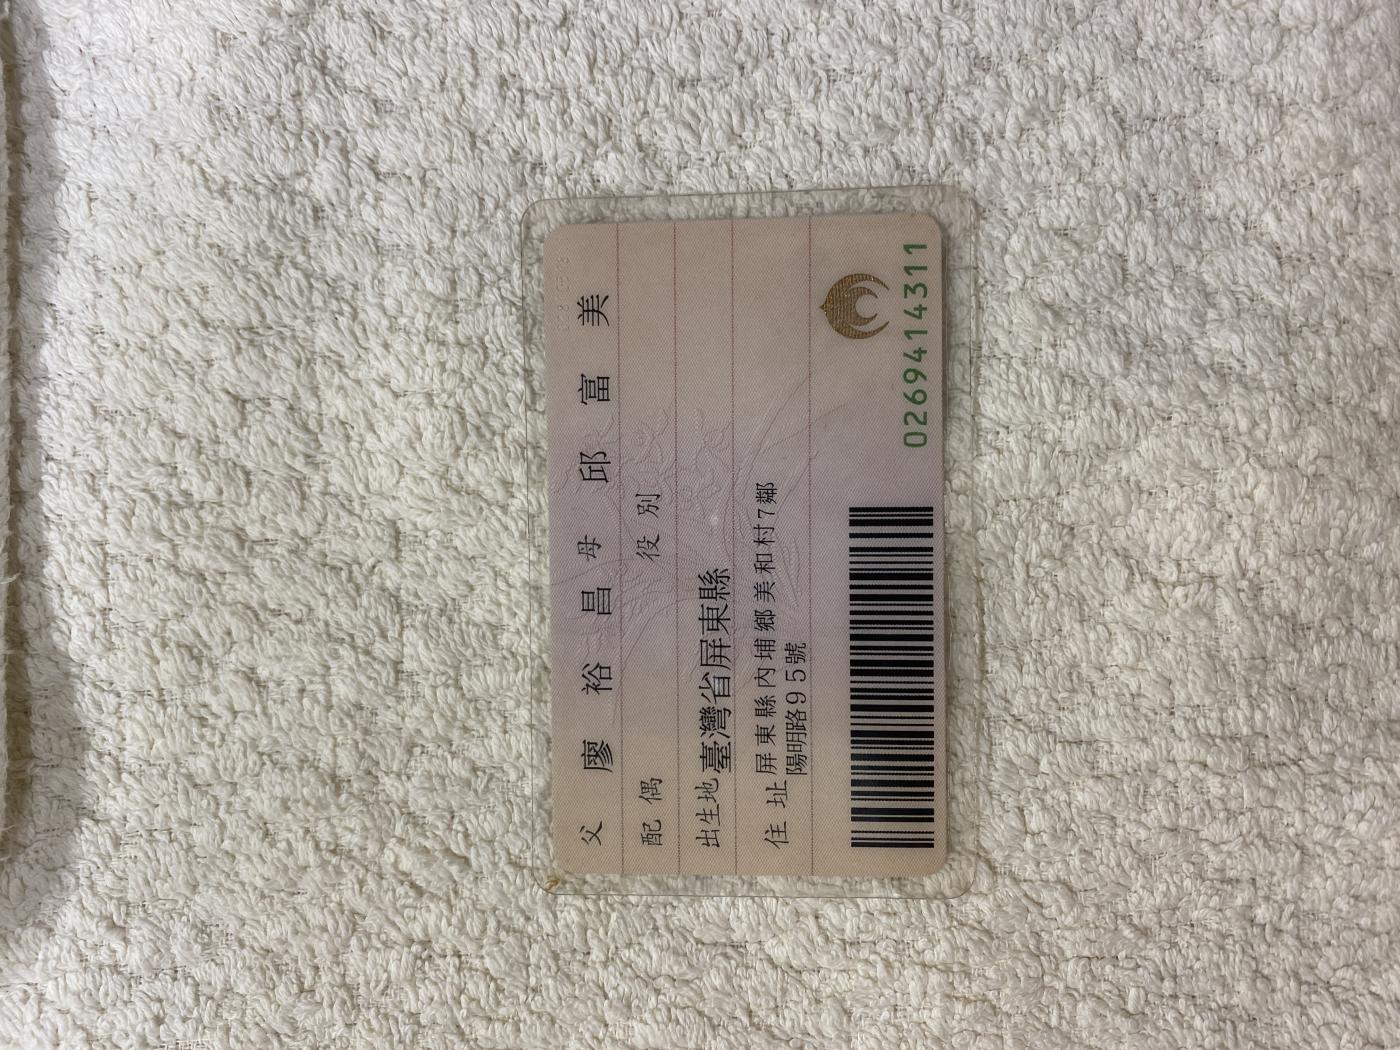 父 廖裕昌 母 邱富美
配偶 役別
出生地 臺灣省屏東縣
住址 屏東縣內埔鄉美和村7鄰
陽明路95號
0269414311